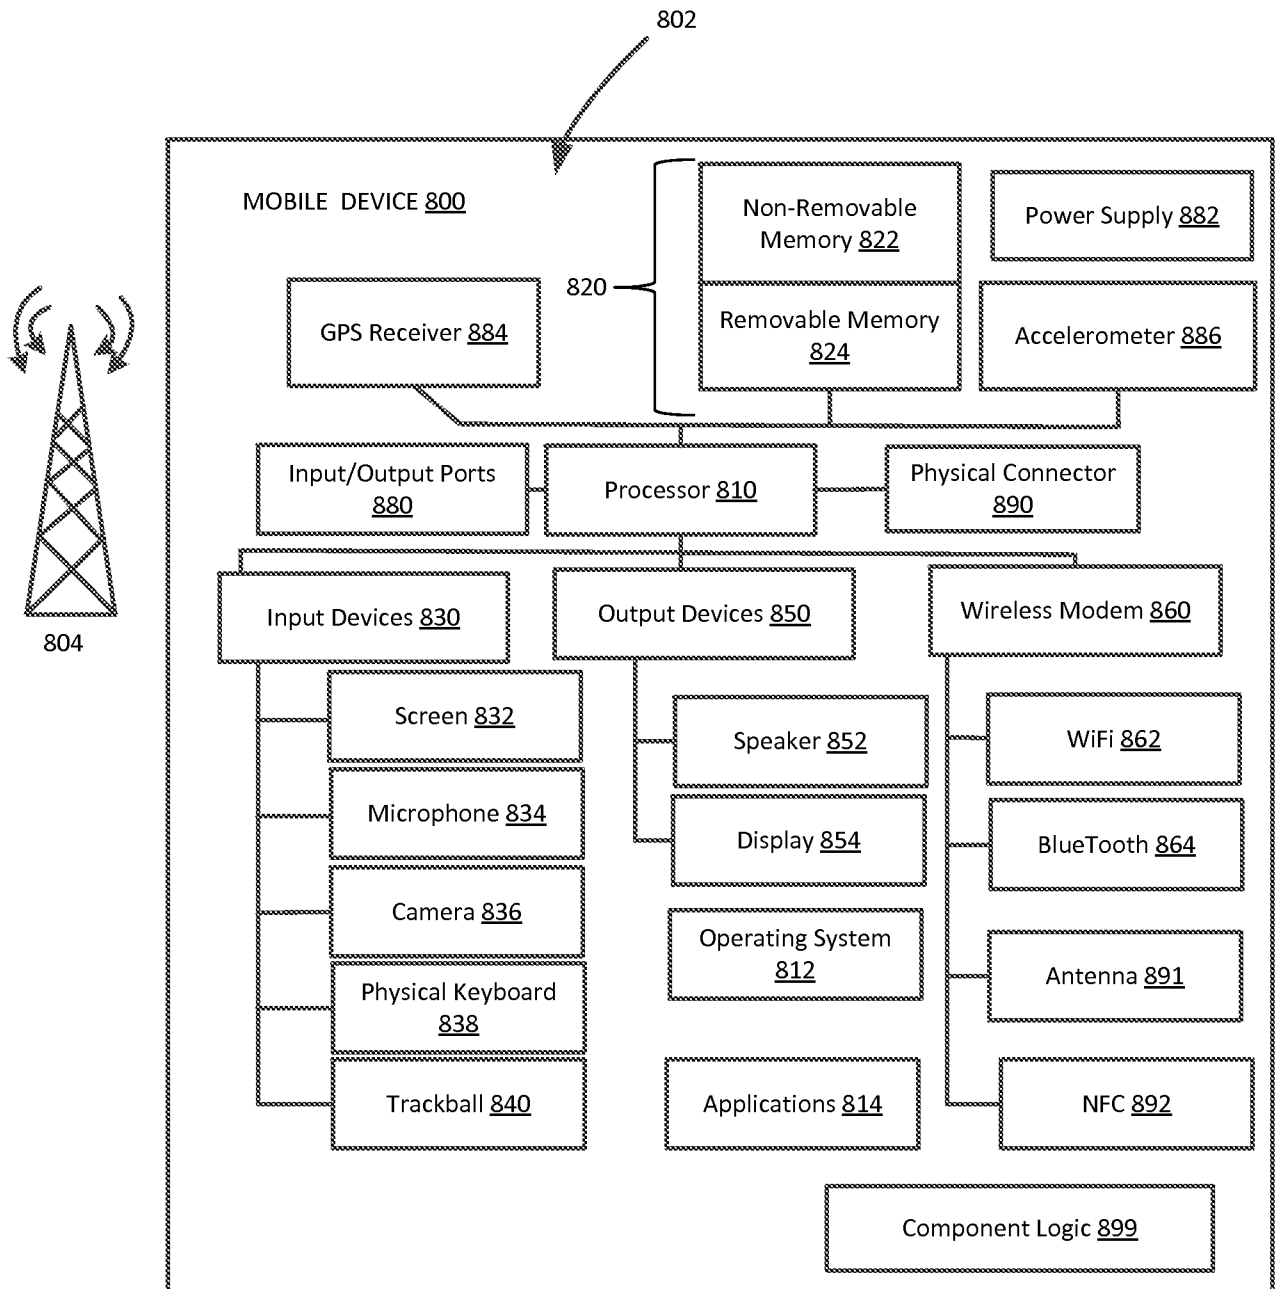 802
MOBILE DEVICE 800
Non-Removable
Memory 822
Power Supply 882
820
GPS Receiver 884
Removable Memory
824
Accelerometer 886
Input/Output Ports
880
Processor 810
Physical Connector
890
Input Devices 830
Output Devices 850
Wireless Modem 860
804
Screen 832
Speaker 852
WiFi 862
Microphone 834
Display 854
BlueTooth 864
Camera 836
Operating System
812
Antenna 891
Physical Keyboard
838
Trackball 840
Applications 814
NFC 892
Component Logic 899